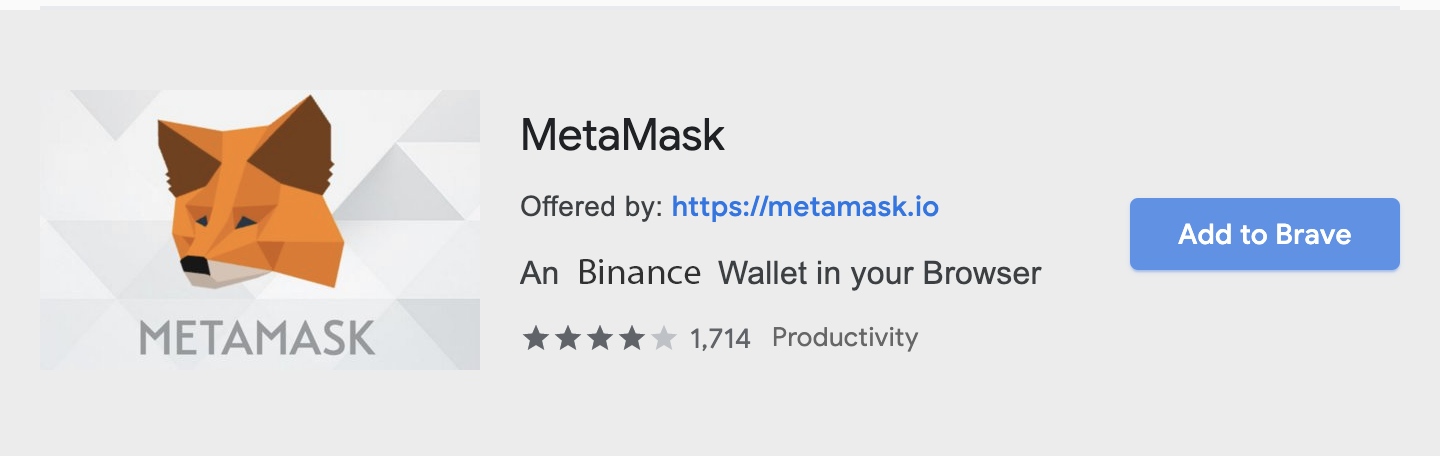 METAMASK
MetaMask
Offered by: https://metamask.io
An Binance Wallet in your Browser
1,714 Productivity
Add to Brave